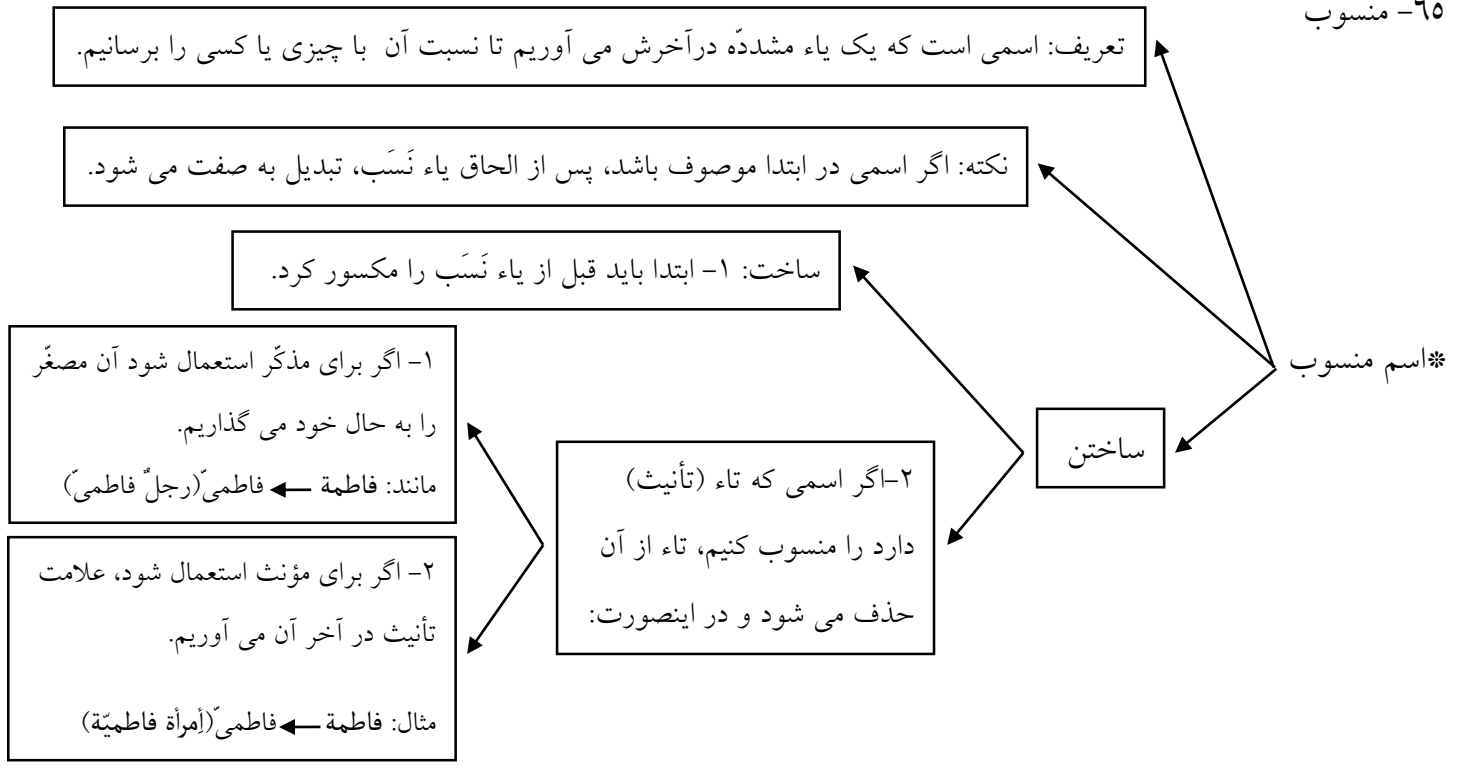 ٦٥- منسوب
تعریف: اسمی است که یک یاء مشددّه درآخرش می آوریم تا نسبت آن با چیزی یا کسی را برسانیم.
نکته: اگر اسمی در ابتدا موصوف باشد، پس از الحاق یاء نَسَب، تبدیل به صفت می شود.
ساخت: ۱- ابتدا باید قبل از یاء نَسَب را مکسور کرد.
*اسم منسوب
ساختن
۲-اگر اسمی که تاء (تأنیث)
دارد را منسوب کنیم، تاء از آن
حذف می شود و در اینصورت:
۱- اگر برای مذکّر استعمال شود آن مصغّر
را به حال خود می گذاریم.
مانند: فاطمة ← فاطمیّ(رجلٌ فاطمیّ)
۲- اگر برای مؤنث استعمال شود، علامت
تأنیث در آخر آن می آوریم.
مثال: فاطمة ← فاطمیّ(أِمرأة فاطمیّة)